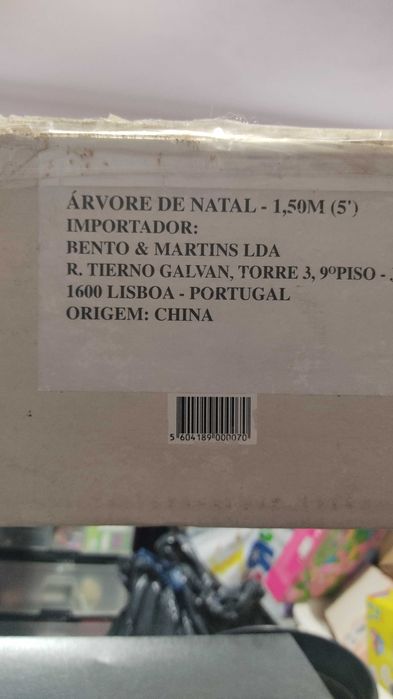 ÁRVORE DE NATAL - 1,50M (5')
IMPORTADOR:
BENTO & MARTINS LDA
R. TIERNO GALVAN, TORRE 3, 9ºPISO -
1600 LISBOA - PORTUGAL
ORIGEM: CHINA
5 604189 000070